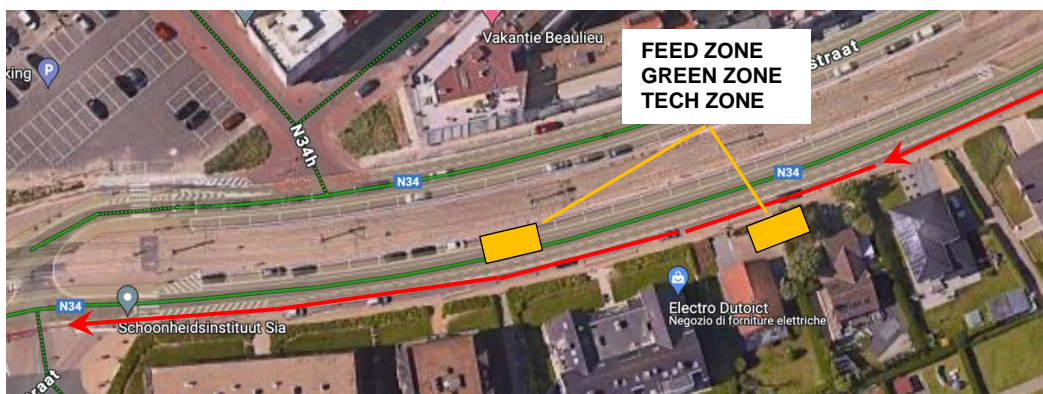 Vakantie Beaulieu
FEED ZONE
GREEN ZONE
TECH ZONE
straat
king
P
N34h
N34
N34
N34
Schoonheidsinstituut Sia
Electro Dutoict
Negozio di forniture elettriche
straat